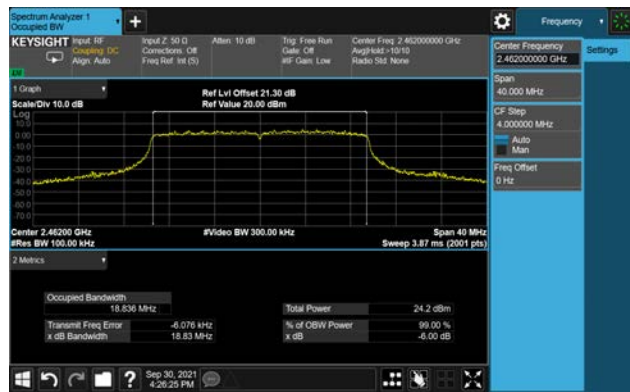 Spectrum Analyzer 1
Occupied BW
Frequency
KEYSIGHT
Input: RF
Coupling: DC
Align: Auto
Input Z: 50 Ω
Corrections: Off
Freq Ref: Int (S)
Atten: 10 dB
Trig: Free Run
Gate: Off
#IF Gain: Low
Center Freq: 2.462000000 GHz
Avg|Hold:>10/10
Radio Std: None
Center Frequency
2.462000000 GHz
Settings
Span
40.000 MHz
CF Step
4.000000 MHz
Auto
Man
Freq Offset
0 Hz
1 Graph
Scale/Div 10.0 dB
Ref Lvl Offset 21.30 dB
Ref Value 20.00 dBm
Log
10.0
0.00
-10.0
-20.0
-30.0
-40.0
-50.0
-60.0
-70.0
Center 2.46200 GHz
#Res BW 100.00 kHz
#Video BW 300.00 kHz
Span 40 MHz
Sweep 3.87 ms (2001 pts)
2 Metrics
Occupied Bandwidth
18.836 MHz
Total Power 24.2 dBm
Transmit Freq Error -6.076 kHz
% of OBW Power 99.00 %
x dB Bandwidth 18.83 MHz
x dB -6.00 dB
Sep 30, 2021
4:26:25 PM